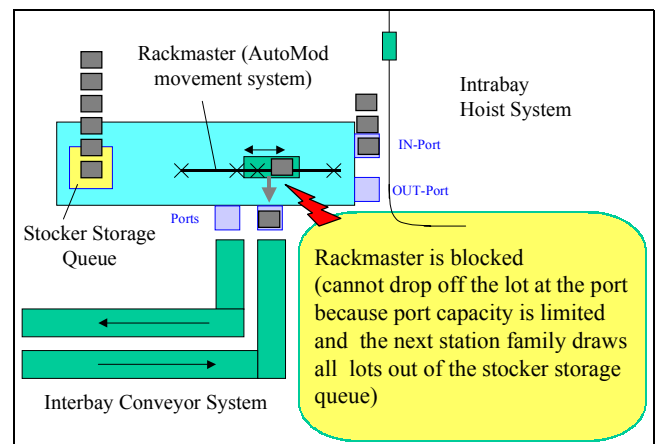 Rackmaster (AutoMod
movement system)
Intrabay
Hoist System
IN-Port
OUT-Port
Ports
Stocker Storage
Queue
Rackmaster is blocked
(cannot drop off the lot at the port
because port capacity is limited
and the next station family draws
all lots out of the stocker storage
queue)
Interbay Conveyor System